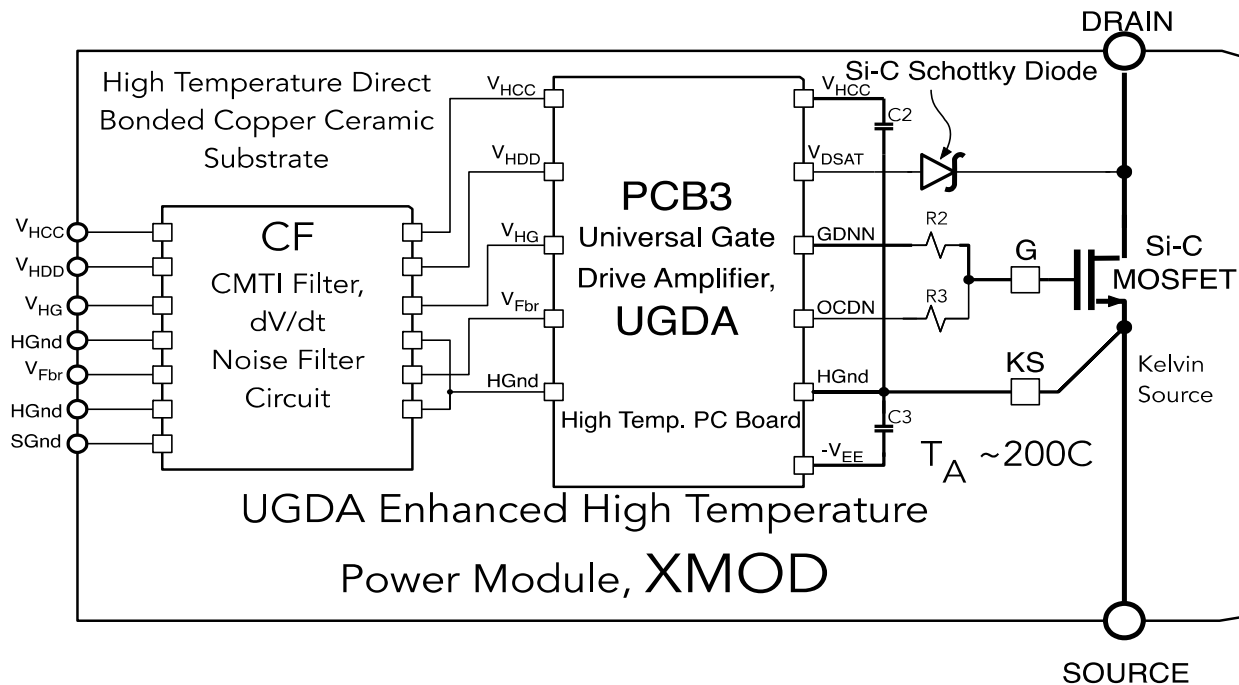 DRAIN
High Temperature Direct
Bonded Copper Ceramic
Substrate
Si-C Schottky Diode
VHCC
VHCC
C2
VHDD
VDSAT
PCB3
Universal Gate
Drive Amplifier,
UGDA
High Temp. PC Board
VHCC
VHDD
VHG
HGnd
VFbr
HGnd
SGnd
CF
CMTI Filter,
dV/dt
Noise Filter
Circuit
VHG
VFbr
HGnd
GDNN
R2
OCDN
R3
G
Si-C
MOSFET
HGnd
KS
Kelvin
Source
C3
-VEE
TA ~200C
UGDA Enhanced High Temperature
Power Module, XMOD
SOURCE